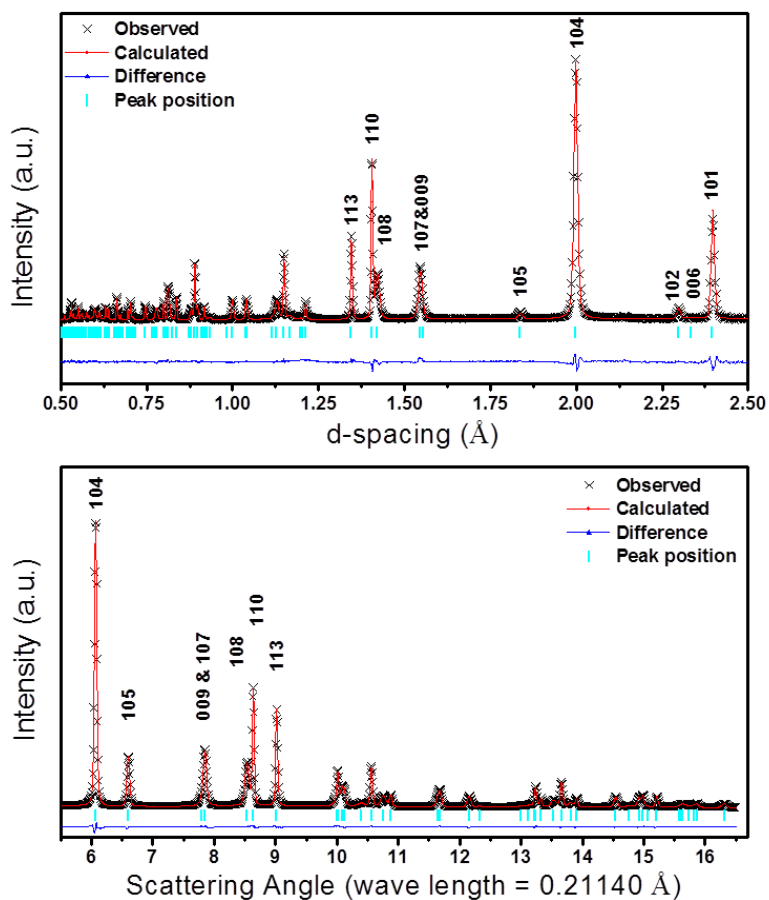 Observed
Calculated
Difference
Peak position
104
110
113
108
107&009
105
102
006
101
Intensity (a.u.)
0.50 0.75 1.00 1.25 1.50 1.75 2.00 2.25 2.50
d-spacing (Å)
Observed
Calculated
Difference
Peak position
104
105
009 & 107
108
110
113
Intensity (a.u.)
6 7 8 9 10 11 12 13 14 15 16
Scattering Angle (wave length = 0.21140 Å)